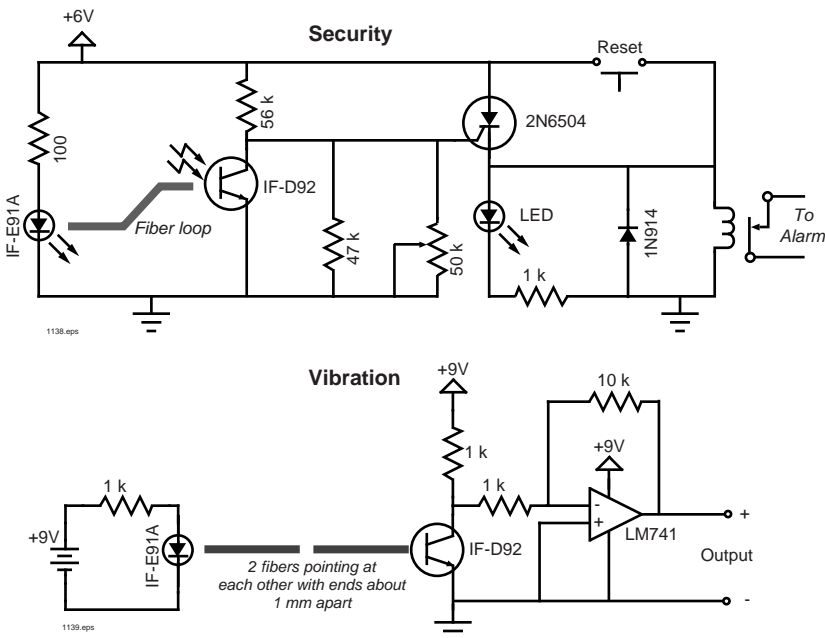 +6V
Security
Reset
56 k
2N6504
100
IF-D92
IF-E91A
Fiber loop
LED
47 k
50 k
1N914
To
Alarm
1 k
1138.eps
Vibration
+9V
10 k
1 k
+9V
1 k
1 k
-
+
+
IF-E91A
LM741
+9V
IF-D92
Output
2 fibers pointing at
each other with ends about
1 mm apart
-
1139.eps